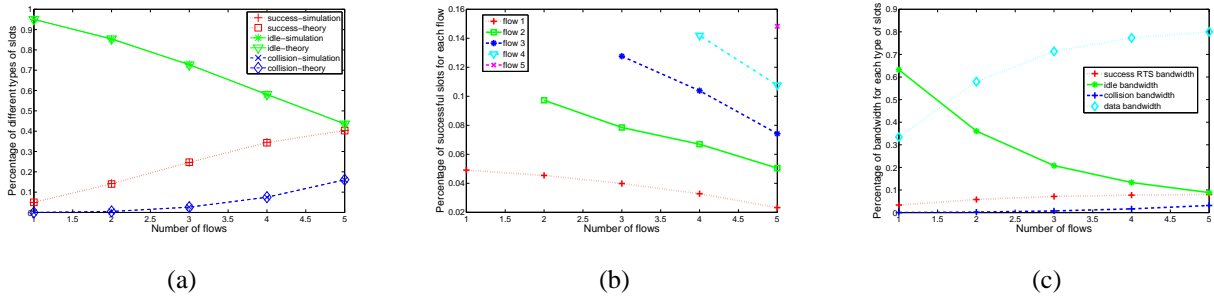 Percentage of different types of slots
1
0.9
0.8
0.7
0.6
0.5
0.4
0.3
0.2
0.1
0
1 1.5 2 2.5 3 3.5 4 4.5 5
Number of flows
success-simulation
success-theory
idle-simulation
idle-theory
collision-simulation
collision-theory
(a)
Percentage of successful slots for each flow
0.16
0.14
0.12
0.1
0.08
0.06
0.04
0.02
1 1.5 2 2.5 3 3.5 4 4.5 5
Number of flows
flow 1
flow 2
flow 3
flow 4
flow 5
(b)
Percentage of bandwidth for each type of slots
0.9
0.8
0.7
0.6
0.5
0.4
0.3
0.2
0.1
0
1 1.5 2 2.5 3 3.5 4 4.5 5
Number of flows
success RTS bandwidth
idle bandwidth
collision bandwidth
data bandwidth
(c)